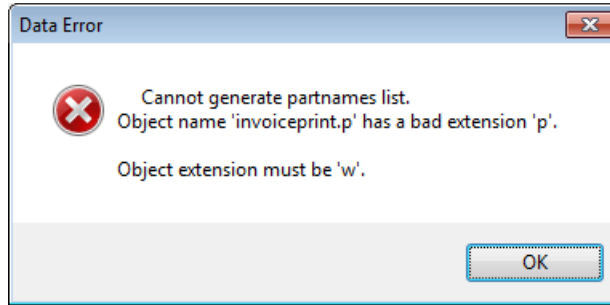 Data Error
Cannot generate partnames list.
Object name 'invoiceprint.p' has a bad extension 'p'.
Object extension must be 'w'.
OK